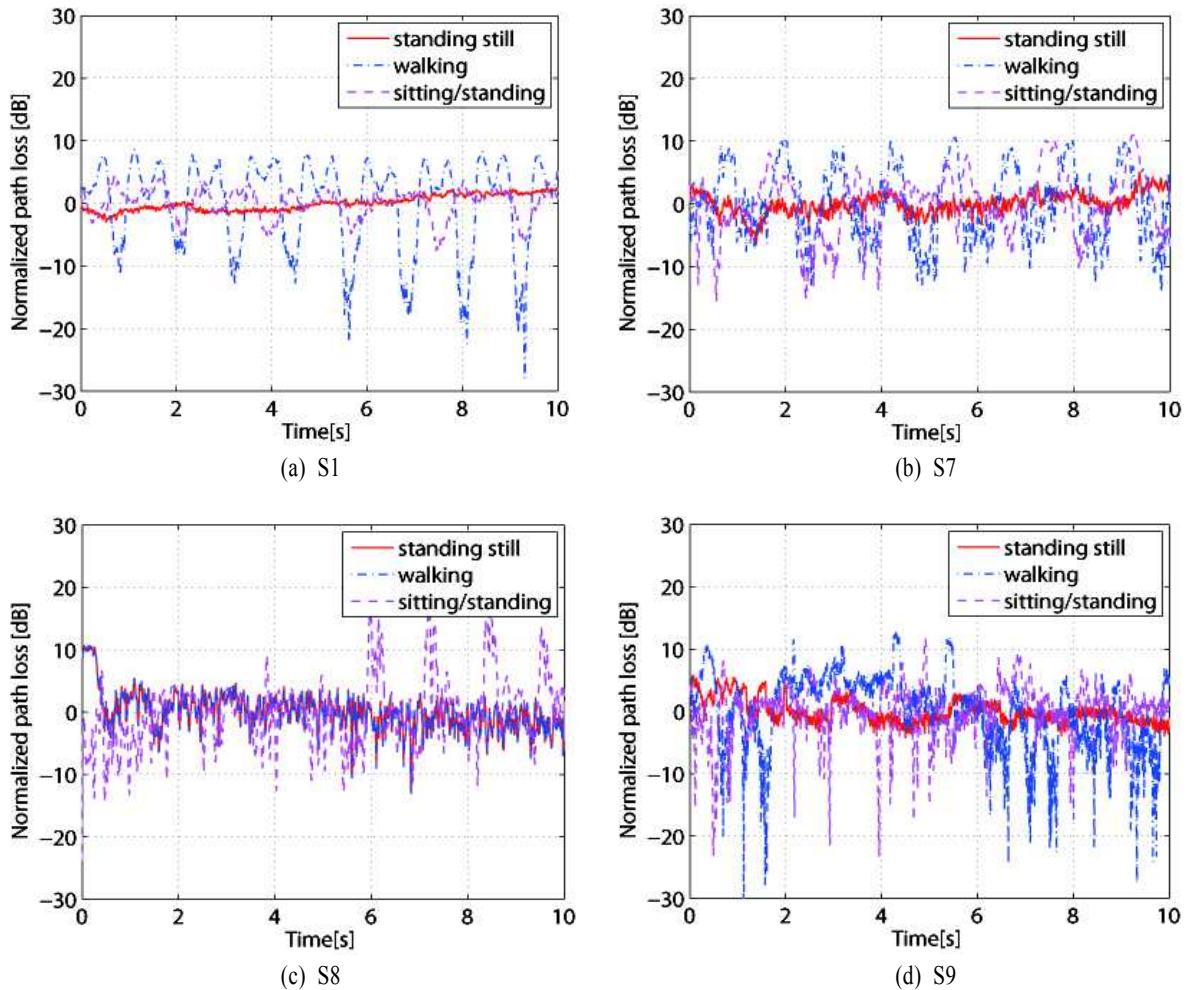 30
20
10
0
−10
−20
−30
Normalized path loss [dB]
standing still
walking
sitting/standing
0 2 4 6 8 10
Time[s]
(a) S1
30
20
10
0
−10
−20
−30
Normalized path loss [dB]
standing still
walking
sitting/standing
0 2 4 6 8 10
Time[s]
(b) S7
30
20
10
0
−10
−20
−30
Normalized path loss [dB]
standing still
walking
sitting/standing
0 2 4 6 8 10
Time[s]
(c) S8
30
20
10
0
−10
−20
−30
Normalized path loss [dB]
standing still
walking
sitting/standing
0 2 4 6 8 10
Time[s]
(d) S9